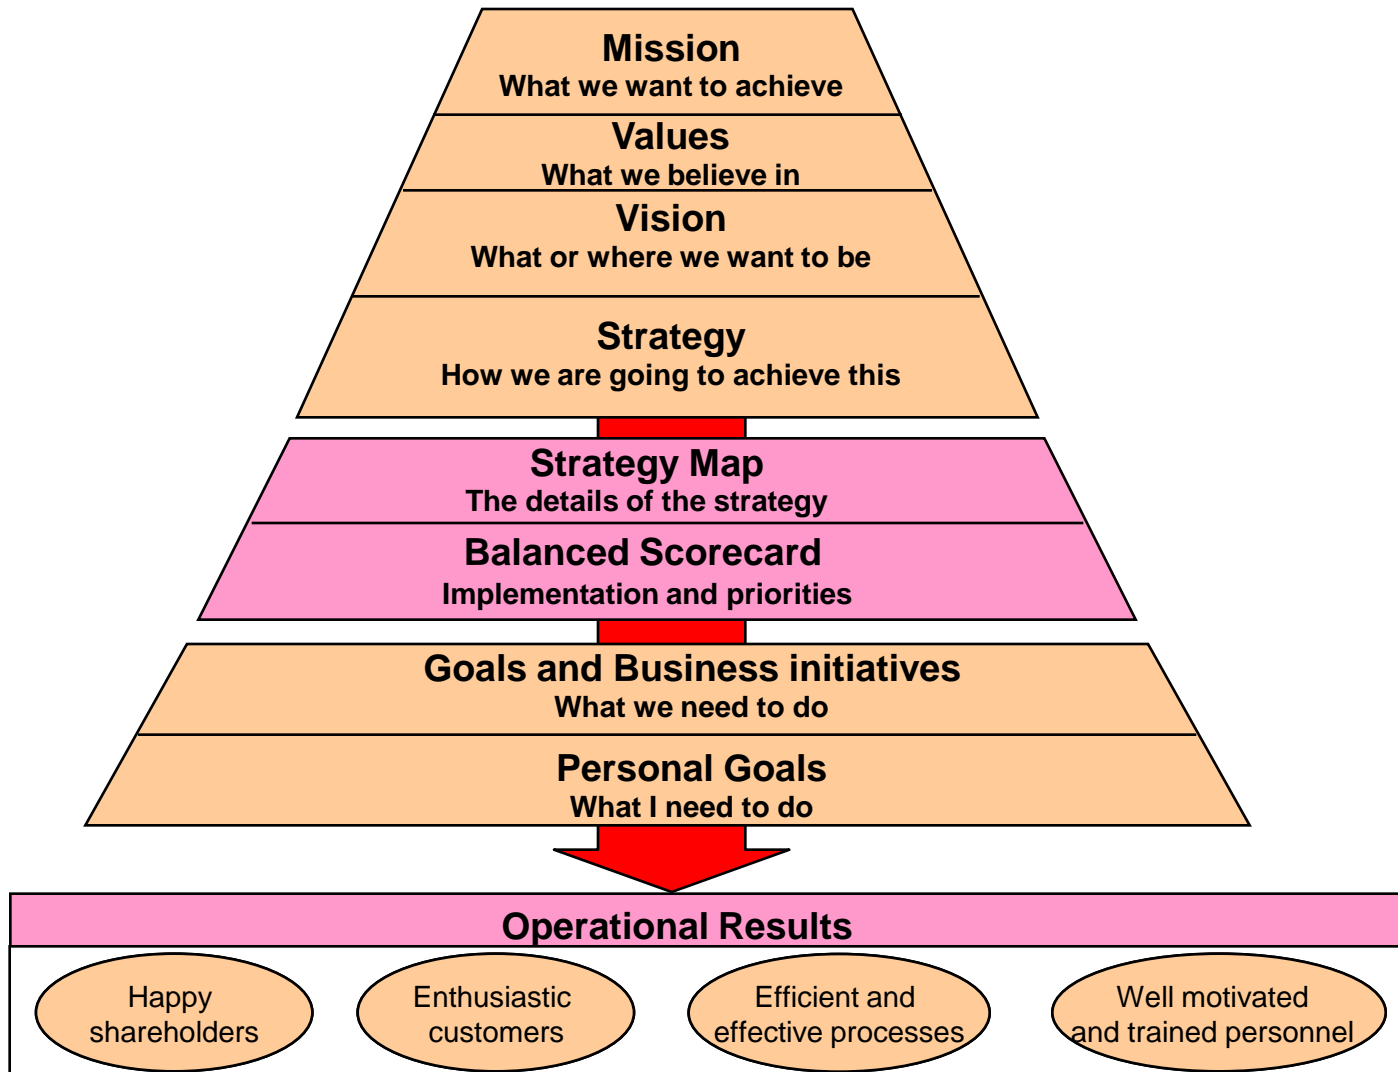 Mission
What we want to achieve
Values
What we believe in
Vision
What or where we want to be
Strategy
How we are going to achieve this
Strategy Map
The details of the strategy
Balanced Scorecard
Implementation and priorities
Goals and Business initiatives
What we need to do
Personal Goals
What I need to do
Operational Results
Happy
shareholders
Enthusiastic
customers
Efficient and
effective processes
Well motivated
and trained personnel